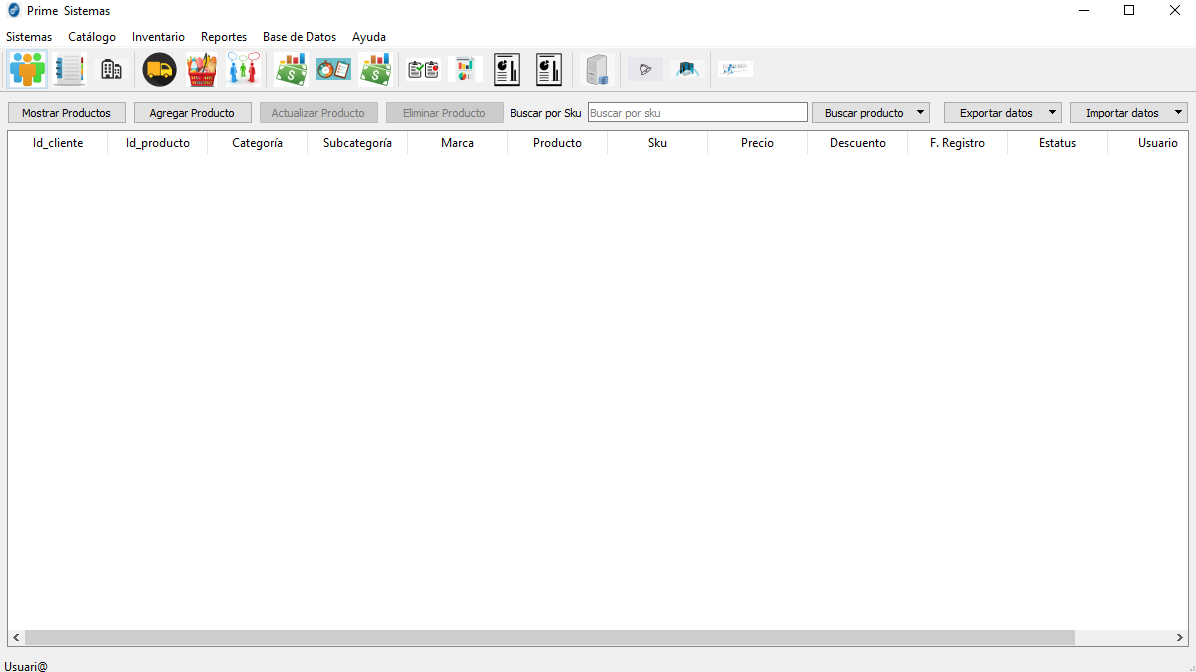 Prime Sistemas
Sistemas Catálogo Inventario Reportes Base de Datos Ayuda
Mostrar Productos Agregar Producto Actualizar Producto Eliminar Producto Buscar por Sku Buscar por sku Buscar producto Exportar datos Importar datos
Id_cliente Id_producto Categoría Subcategoría Marca Producto Sku Precio Descuento F. Registro Estatus Usuario
Usuari@